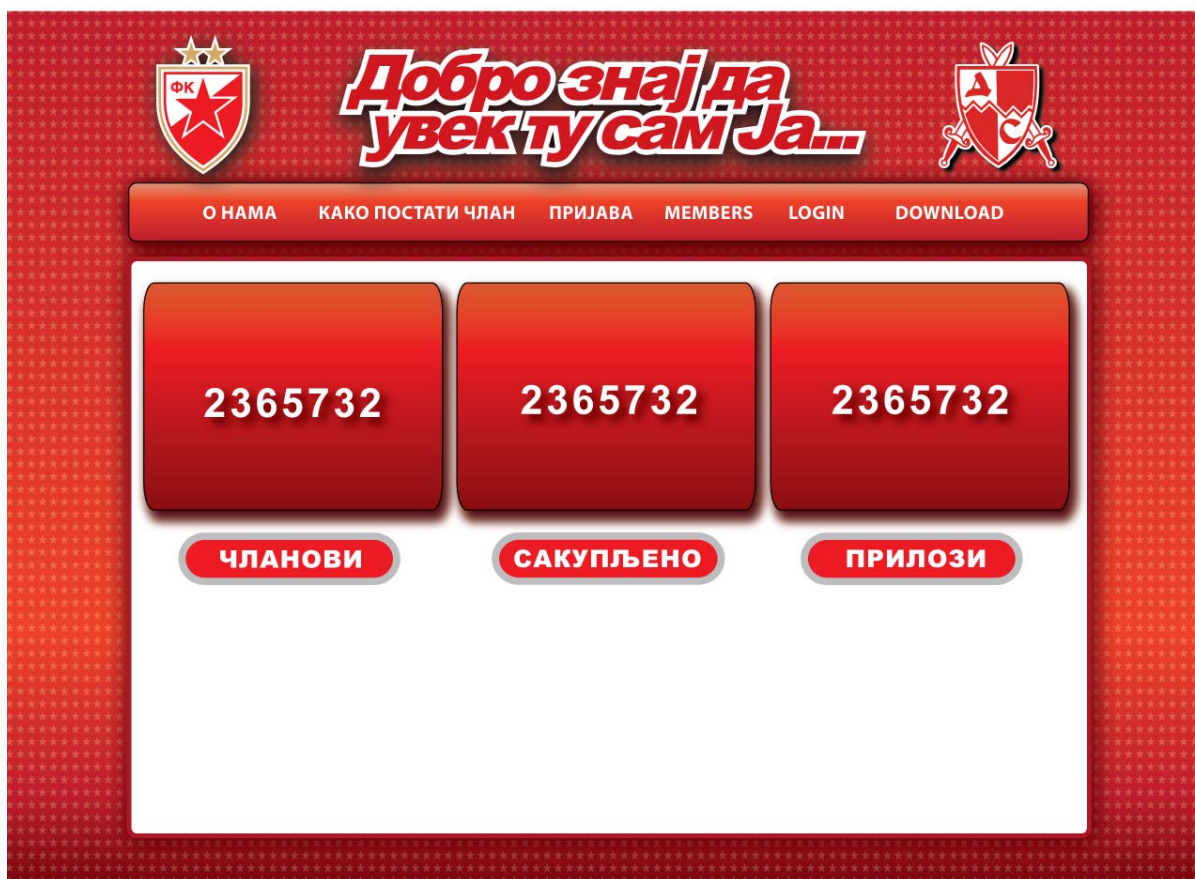 ФК
Добро знај да
увек ту сам Ја...
Д
С
О НАМА КАКО ПОСТАТИ ЧЛАН ПРИЈАВА MEMBERS LOGIN DOWNLOAD
2365732 2365732 2365732
ЧЛАНОВИ САКУПЉЕНО ПРИЛОЗИ